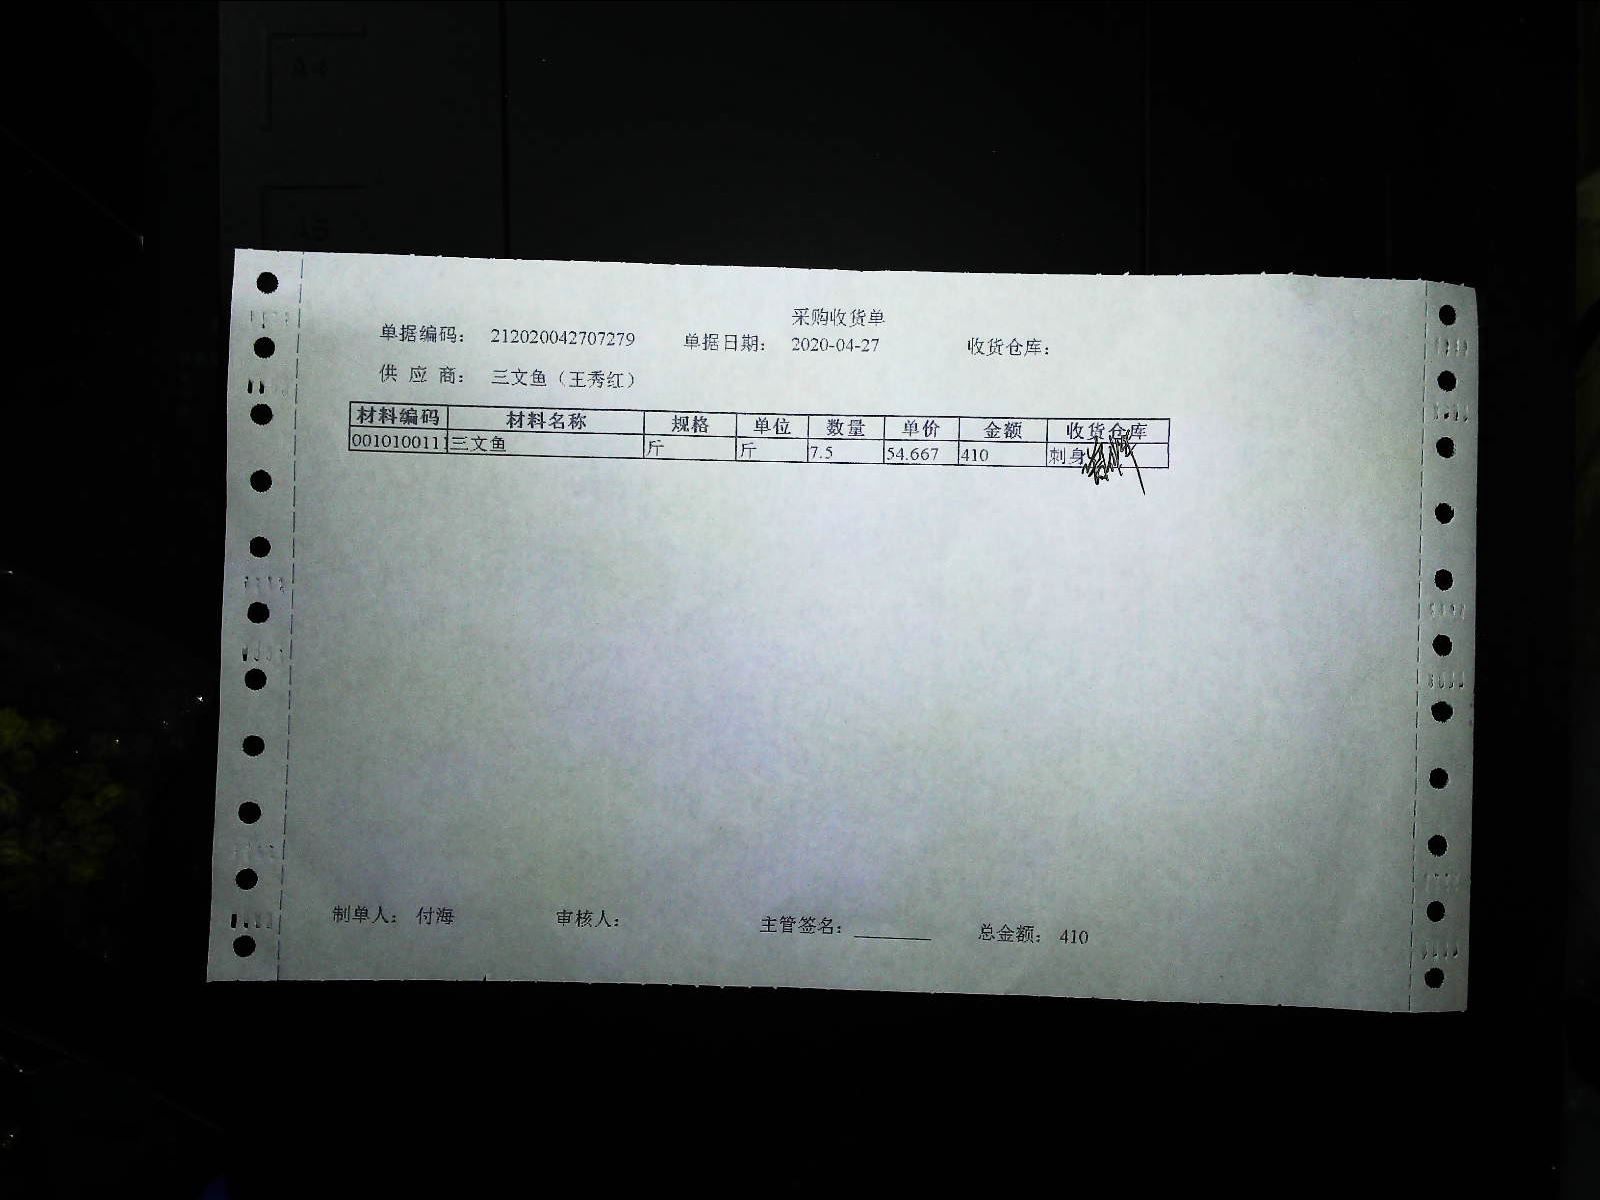 采购收货单
单据编码： 212020042707279 单据日期： 2020-04-27 收货仓库：
供 应 商： 三文鱼（王秀红）
材料编码 材料名称 规格 单位 数量 单价 金额 收货仓库
0010100111 三文鱼 斤 斤 7.5 54.667 410 刺身
制单人： 付海 审核人： 主管签名： 总金额： 410